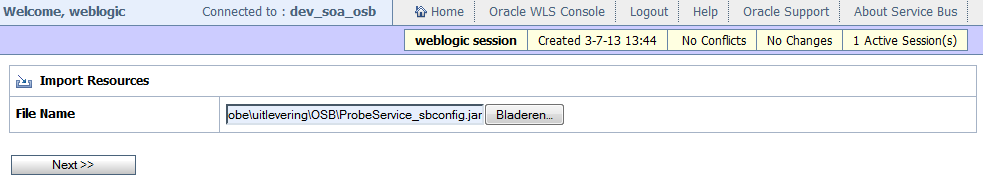 Welcome, weblogic Connected to : dev_soa_osb Home Oracle WLS Console Logout Help Oracle Support About Service Bus
weblogic session Created 3-7-13 13:44 No Conflicts No Changes 1 Active Session(s)
Import Resources
File Name obe\uitlevering\OSB\ProbeService_sbconfig.jar Bladeren...
Next >>